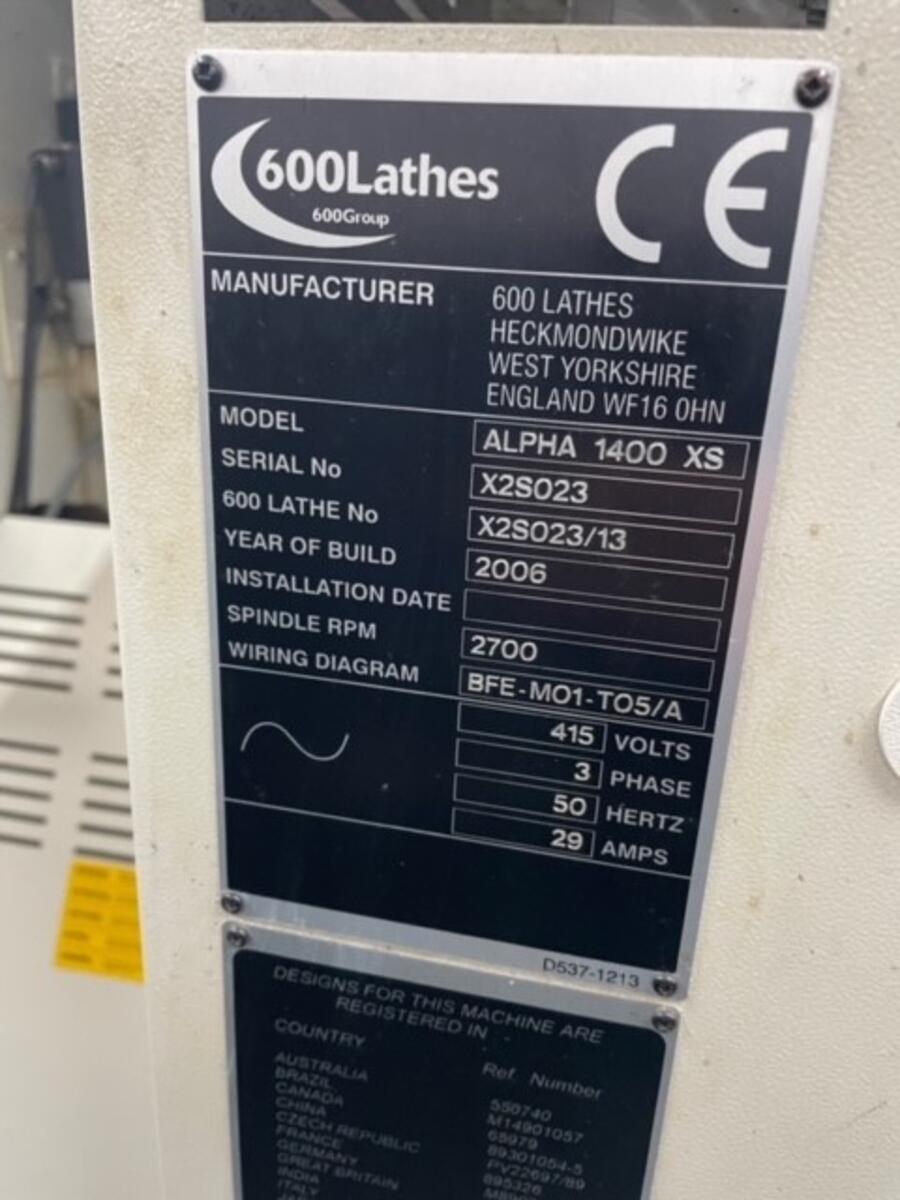 600Lathes
600Group
CE
MANUFACTURER
600 LATHES
HECKMONDWIKE
WEST YORKSHIRE
ENGLAND WF16 0HN
MODEL ALPHA 1400 XS
SERIAL No X2S023
600 LATHE No X2S023/13
YEAR OF BUILD 2006
INSTALLATION DATE
SPINDLE RPM 2700
WIRING DIAGRAM BFE-M01-T05/A
415 VOLTS
3 PHASE
50 HERTZ
29 AMPS
D537-1213
DESIGNS FOR THIS MACHINE ARE
REGISTERED IN
COUNTRY Ref. Number
AUSTRALIA 550740
BRAZIL M14901057
CANADA 65979
CHINA 89301054-5
CZECH REPUBLIC PV22697/89
FRANCE 895326
GERMANY
GREAT BRITAIN
INDIA
ITALY